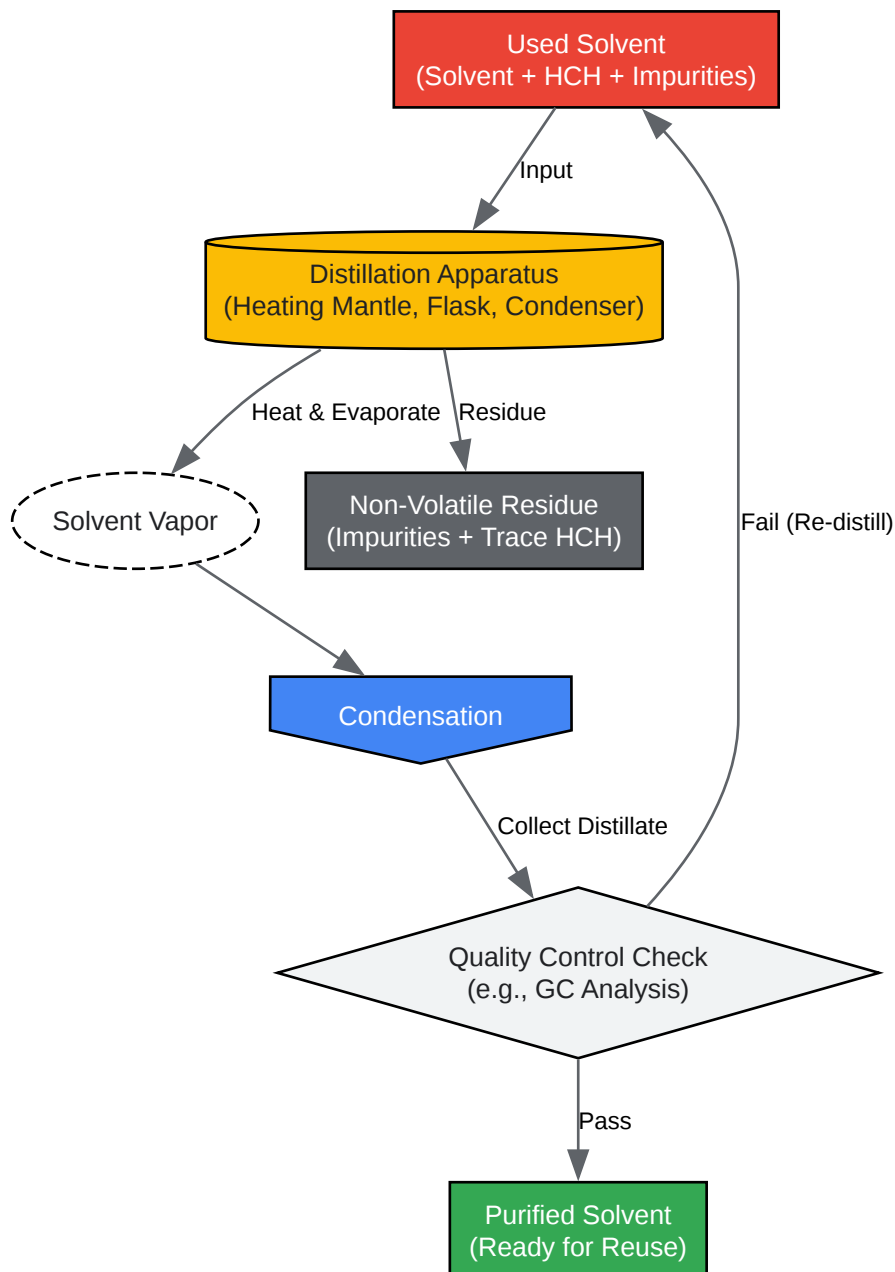 Used Solvent
(Solvent + HCH + Impurities)
Input
Distillation Apparatus
(Heating Mantle, Flask, Condenser)
Heat & Evaporate
Residue
Solvent Vapor
Non-Volatile Residue
(Impurities + Trace HCH)
Fail (Re-distill)
Condensation
Collect Distillate
Quality Control Check
(e.g., GC Analysis)
Pass
Purified Solvent
(Ready for Reuse)